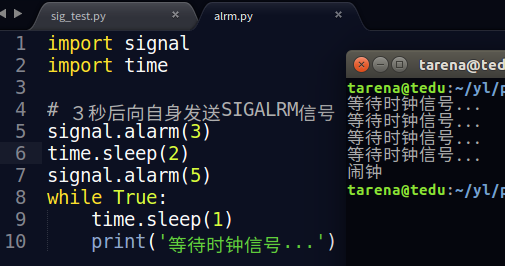 sig_test.py × alrm.py ×
1 import signal
2 import time
3
4 # 3秒后向自身发送SIGALRM信号
5 signal.alarm(3)
6 time.sleep(2)
7 signal.alarm(5)
8 while True:
9 time.sleep(1)
10 print('等待时钟信号...')
tarena@ted
tarena@tedu:~/yl/p
等待时钟信号...
等待时钟信号...
等待时钟信号...
等待时钟信号...
闹钟
tarena@tedu:~/yl/p